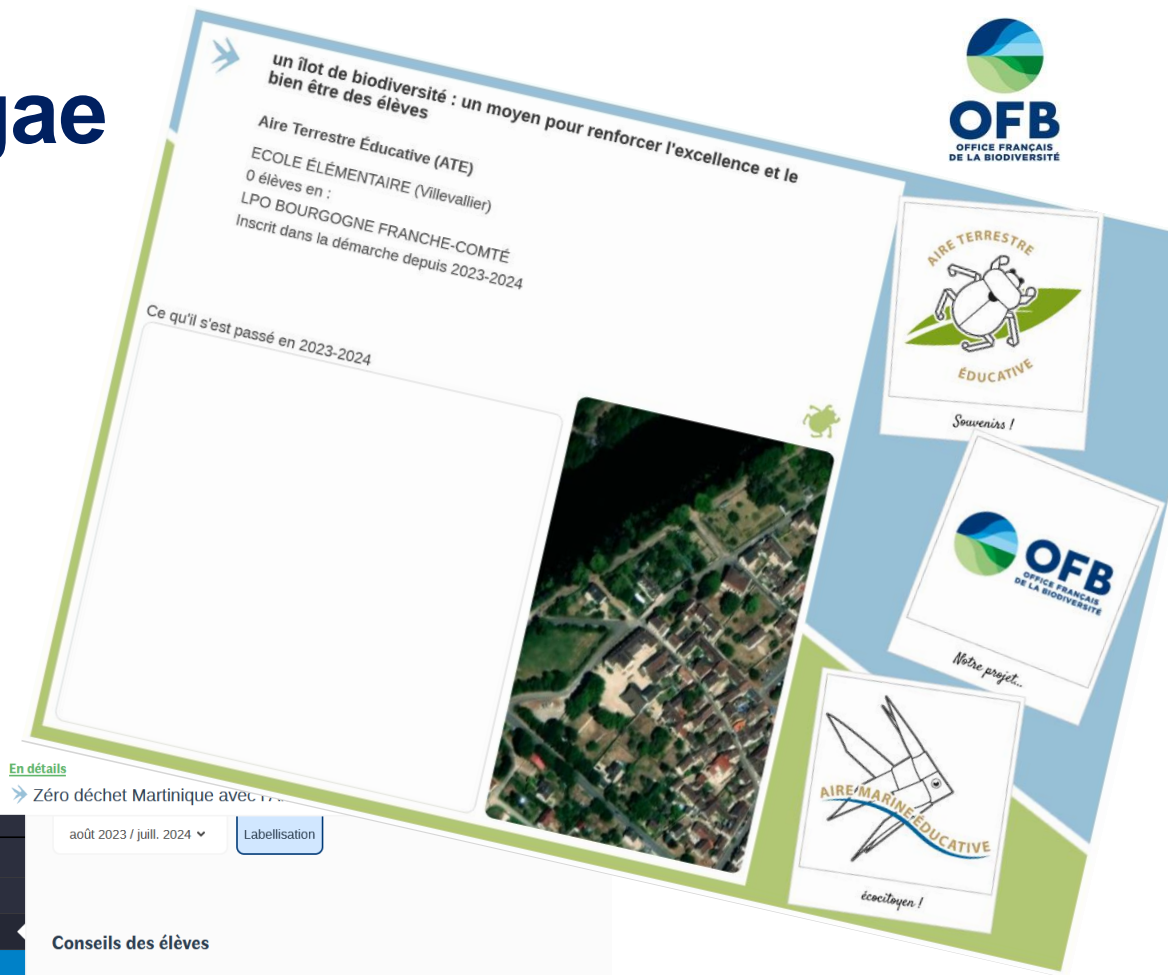 gae
OFB
OFFICE FRANÇAIS
DE LA BIODIVERSITÉ
un îlot de biodiversité : un moyen pour renforcer l'excellence et le
bien être des élèves
Aire Terrestre Éducative (ATE)
ECOLE ÉLÉMENTAIRE (Villevallier)
0 élèves en :
LPO BOURGOGNE FRANCHE-COMTÉ
Inscrit dans la démarche depuis 2023-2024
Ce qu'il s'est passé en 2023-2024
AIRE TERRESTRE
ÉDUCATIVE
Souvenirs !
OFB
OFFICE FRANÇAIS
DE LA BIODIVERSITÉ
Notre projet...
AIRE MARINE ÉDUCATIVE
écocitoyen !
En détails
Zéro déchet Martinique avec
août 2023 / juill. 2024
Labellisation
Conseils des élèves